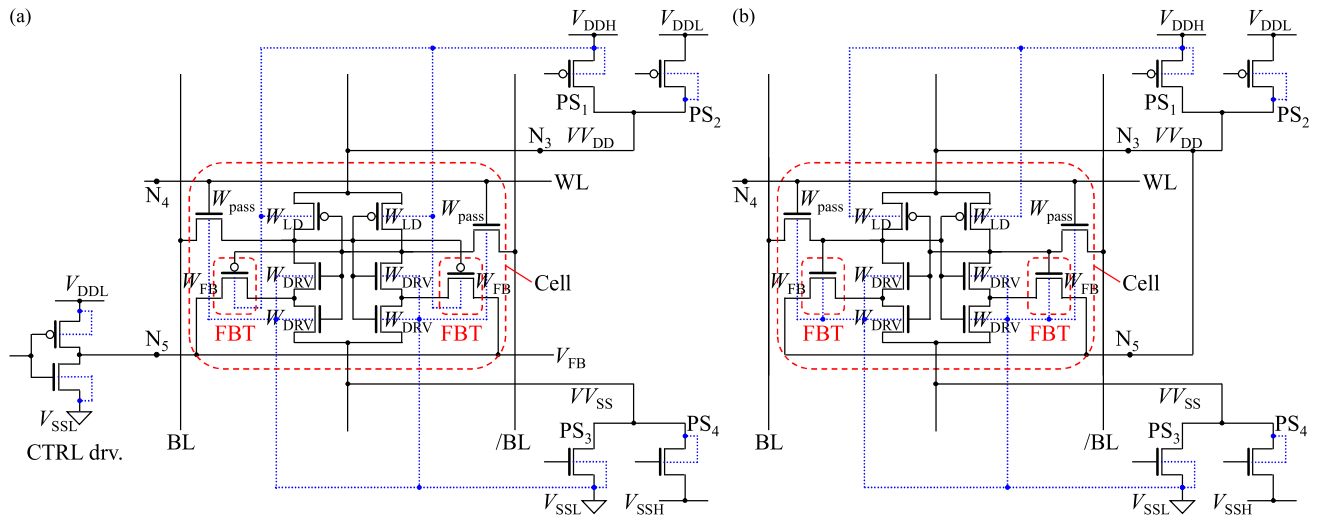 (a)
V_DDH V_DDL
PS_1
PS_2
N_3 VV_DD
N_4 WL
W_pass W_LD W_LD W_pass
W_FB W_DRV W_DRV W_FB
Cell
FBT W_DRV W_DRV FBT
V_DDL
N_5 V_FB
V_SSL
CTRL drv.
BL /BL
VV_SS
PS_3 PS_4
V_SSL V_SSH
(b)
V_DDH V_DDL
PS_1
PS_2
N_3 VV_DD
N_4 WL
W_pass W_LD W_LD W_pass
W_FB W_DRV W_DRV W_FB
Cell
FBT W_DRV W_DRV FBT
N_5
BL /BL
VV_SS
PS_3 PS_4
V_SSL V_SSH